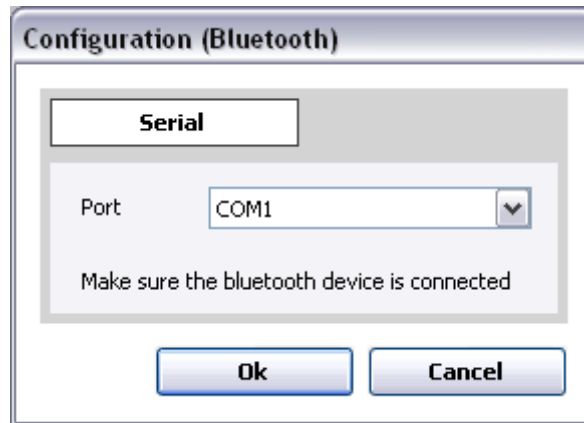 Configuration (Bluetooth)
Serial
Port COM1
Make sure the bluetooth device is connected
Ok Cancel